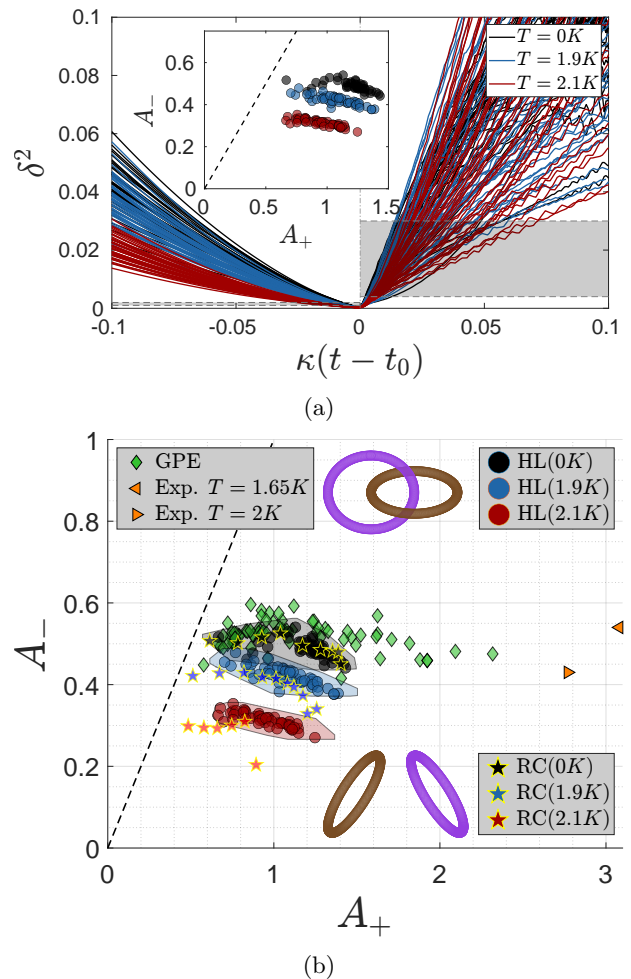 0.1
0.08
0.06
0.04
0.02
0
δ²
-0.1
-0.05
0
0.05
0.1
κ(t − t₀)
T = 0K
T = 1.9K
T = 2.1K
0.6
0.4
0.2
0
A₋
0
0.5
1
1.5
A₊
(a)
1
0.8
0.6
0.4
0.2
0
A₋
GPE
Exp. T = 1.65K
Exp. T = 2K
HL(0K)
HL(1.9K)
HL(2.1K)
RC(0K)
RC(1.9K)
RC(2.1K)
0
1
2
3
A₊
(b)